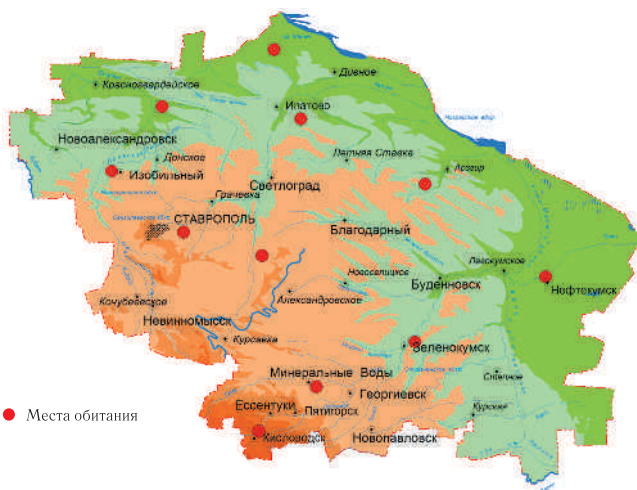 Дивное
Красногвардейское
Ипатово
Новоалександровск
Донское
Летняя Ставка
Изобильный
Арзгир
Светлоград
Грачевка
СТАВРОПОЛЬ
Благодарный
Левокумское
Новоселицкое
Буденновск
Нефтекумск
Кочубеевское
Александровское
Невинномысск
Курсавка
Зеленокумск
Минеральные Воды
Степное
Георгиевск
Ессентуки
Пятигорск
Курская
Места обитания
Кисловодск
Новопавловск